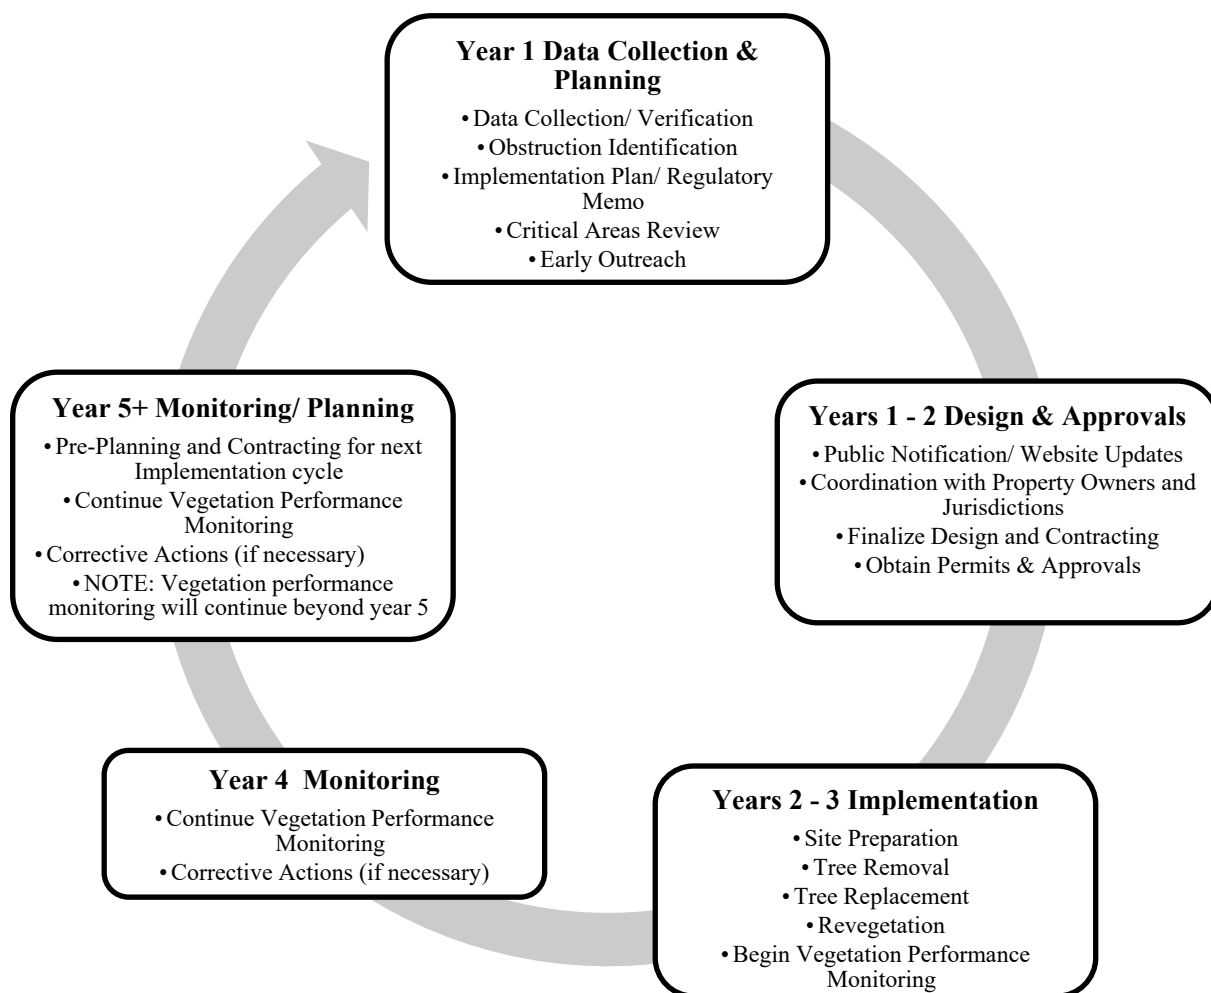 Year 1 Data Collection &
Planning
• Data Collection/ Verification
• Obstruction Identification
• Implementation Plan/ Regulatory
Memo
• Critical Areas Review
• Early Outreach
Years 1 - 2 Design & Approvals
• Public Notification/ Website Updates
• Coordination with Property Owners and
Jurisdictions
• Finalize Design and Contracting
• Obtain Permits & Approvals
Years 2 - 3 Implementation
• Site Preparation
• Tree Removal
• Tree Replacement
• Revegetation
• Begin Vegetation Performance
Monitoring
Year 4 Monitoring
• Continue Vegetation Performance
Monitoring
• Corrective Actions (if necessary)
Year 5+ Monitoring/ Planning
• Pre-Planning and Contracting for next
Implementation cycle
• Continue Vegetation Performance
Monitoring
• Corrective Actions (if necessary)
• NOTE: Vegetation performance
monitoring will continue beyond year 5